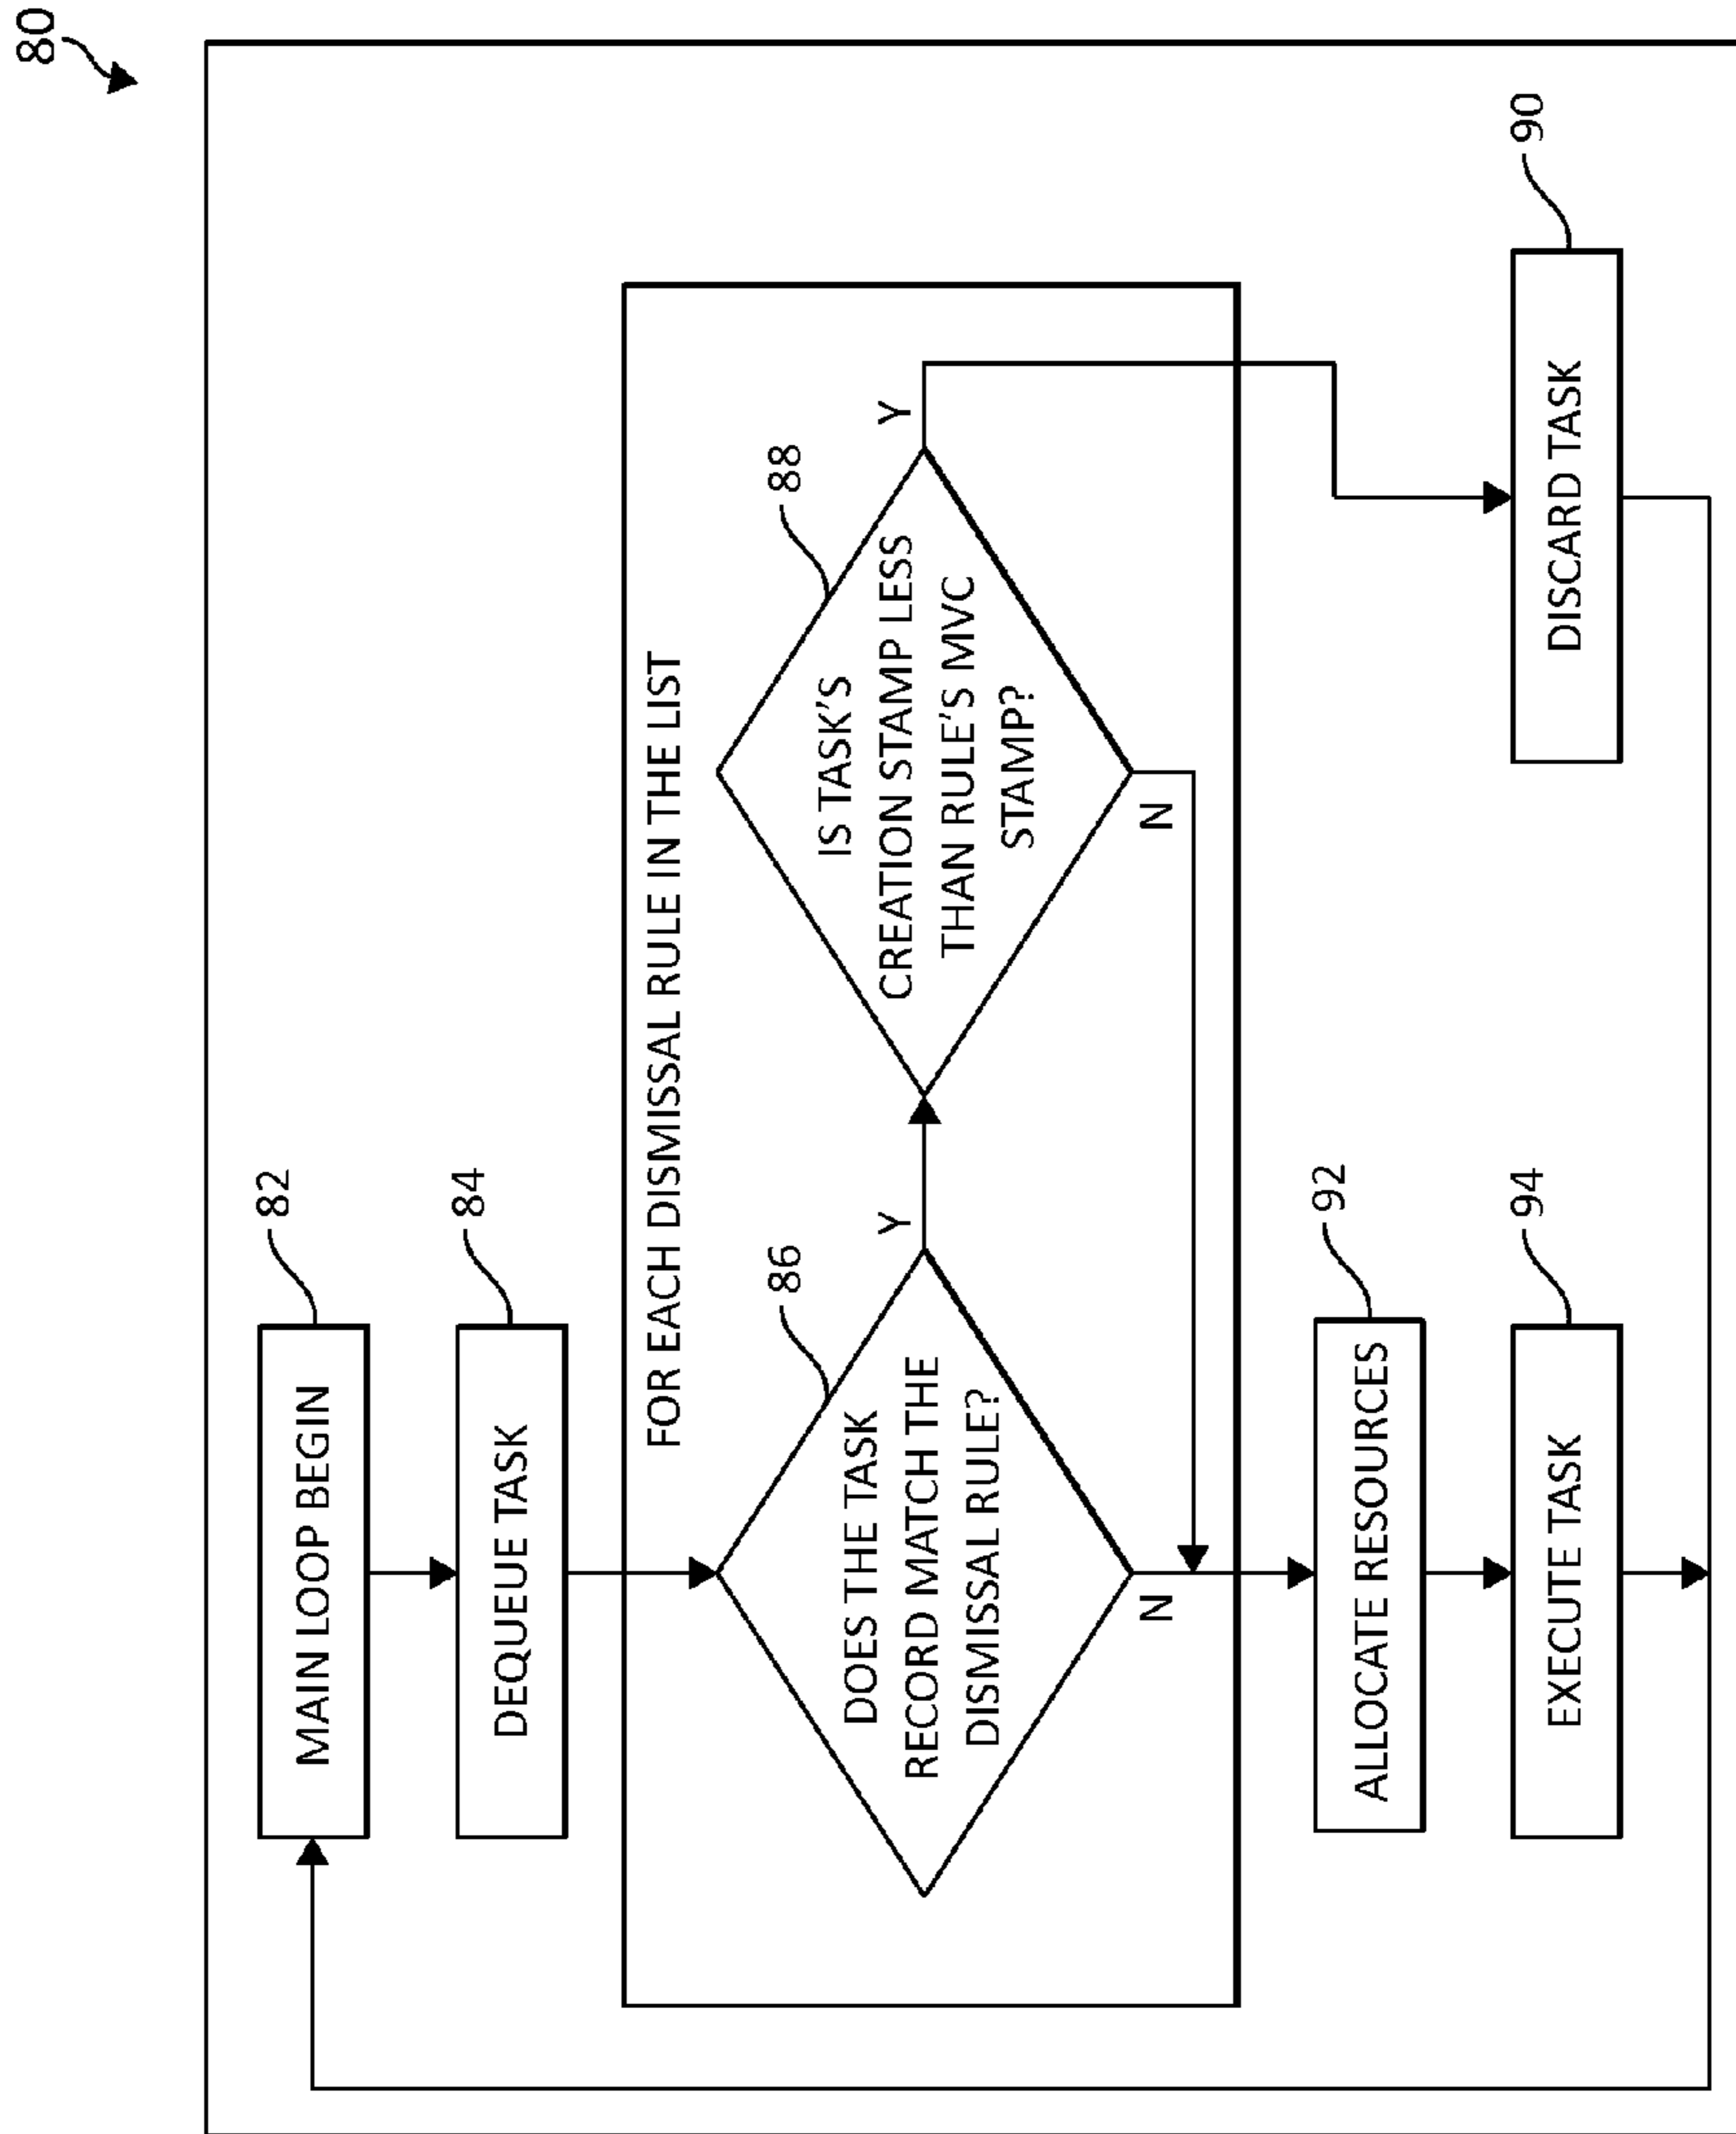 80
MAIN LOOP BEGIN
82
DEQUEUE TASK
84
FOR EACH DISMISSAL RULE IN THE LIST
DOES THE TASK
RECORD MATCH THE
DISMISSAL RULE?
86
Y
N
IS TASK'S
CREATION STAMP LESS
THAN RULE'S MVC
STAMP?
88
Y
N
ALLOCATE RESOURCES
92
EXECUTE TASK
94
DISCARD TASK
90